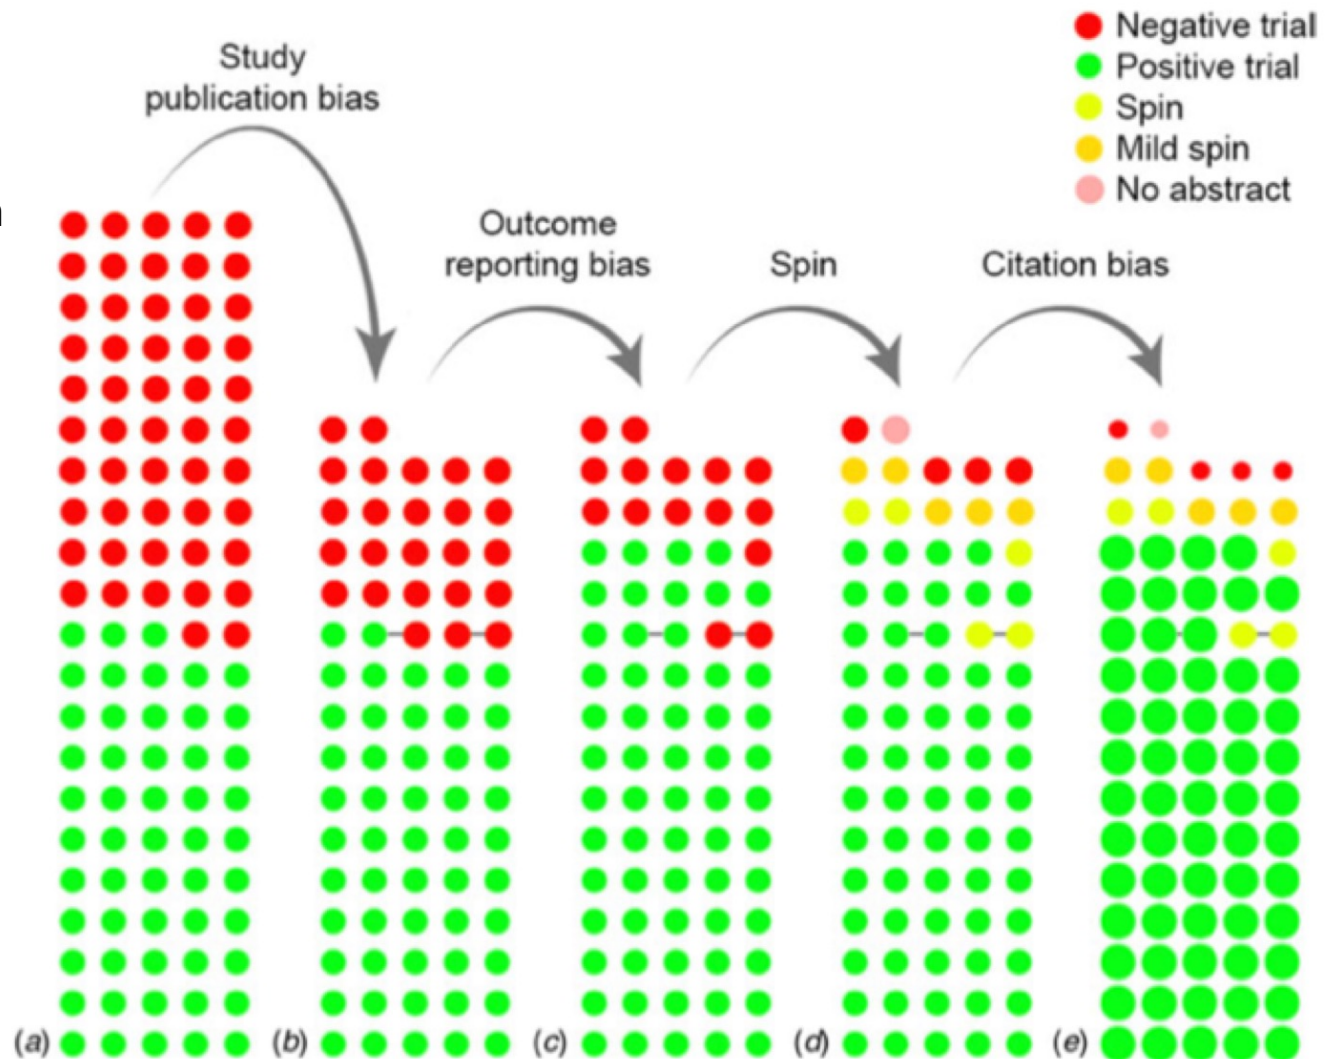 Study
publication bias
Outcome
reporting bias
Spin
Citation bias
Negative trial
Positive trial
Spin
Mild spin
No abstract
(a)
(b)
(c)
(d)
(e)